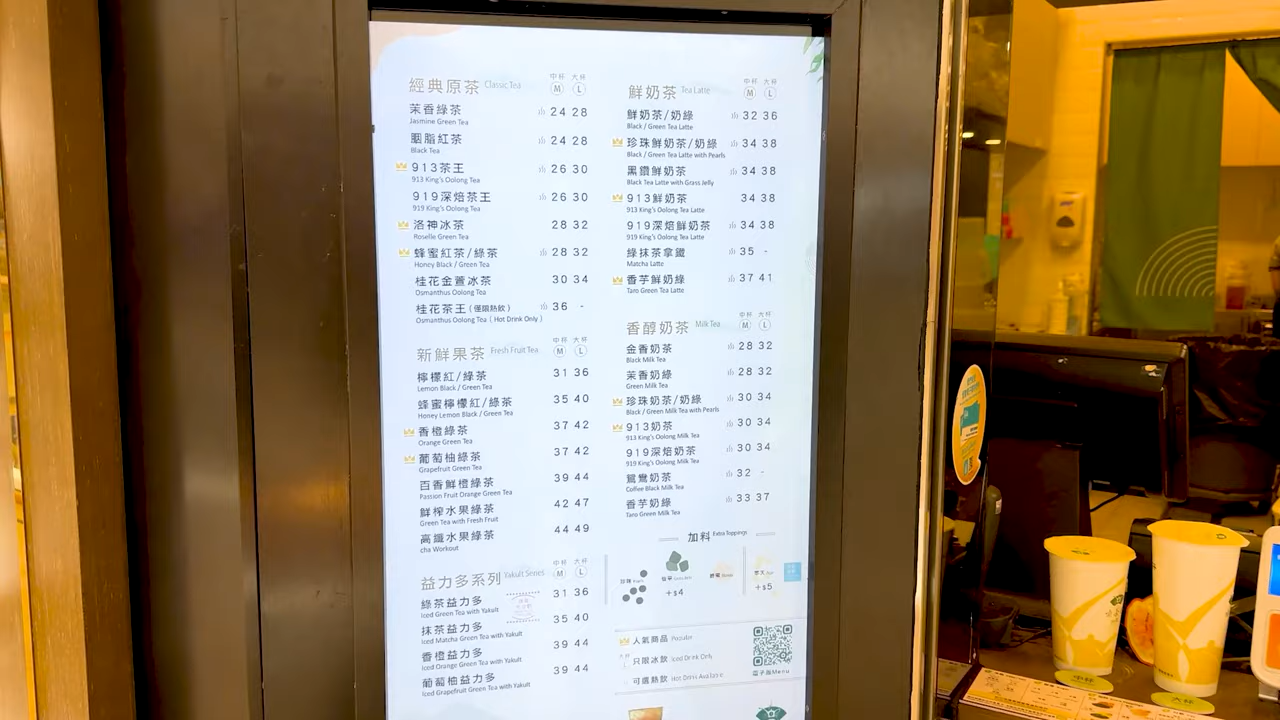 經典原茶 Classic Tea 中杯 大杯
M L
茉香綠茶 24 28
Jasmine Green Tea
胭脂紅茶 24 28
Black Tea
913茶王 26 30
913 King's Oolong Tea
919深焙茶王 26 30
919 King's Oolong Tea
洛神冰茶 28 32
Roselle Green Tea
蜂蜜紅茶/綠茶 28 32
Honey Black / Green Tea
桂花金萱冰茶 30 34
Osmanthus Oolong Tea
桂花茶王(僅限熱飲) 36 -
Osmanthus Oolong Tea ( Hot Drink Only )
新鮮果茶 Fresh Fruit Tea 中杯 大杯
M L
檸檬紅/綠茶 31 36
Lemon Black / Green Tea
蜂蜜檸檬紅/綠茶 35 40
Honey Lemon Black / Green Tea
香橙綠茶 37 42
Orange Green Tea
葡萄柚綠茶 37 42
Grapefruit Green Tea
百香鮮橙綠茶 39 44
Passion Fruit Orange Green Tea
鮮榨水果綠茶 42 47
Green Tea with Fresh Fruit
高纖水果綠茶 44 49
cha Workout
益力多系列 Yakult Series 中杯 大杯
M L
綠茶益力多 31 36
Iced Green Tea with Yakult
抹茶益力多 35 40
Iced Matcha Green Tea with Yakult
香橙益力多 39 44
Iced Orange Green Tea with Yakult
葡萄柚益力多 39 44
Iced Grapefruit Green Tea with Yakult
鮮奶茶 Tea Latte 中杯 大杯
M L
鮮奶茶/奶綠 32 36
Black / Green Tea Latte
珍珠鮮奶茶/奶綠 34 38
Black / Green Tea Latte with Pearls
黑鑽鮮奶茶 34 38
Black Tea Latte with Grass Jelly
913鮮奶茶 34 38
913 King's Oolong Tea Latte
919深焙鮮奶茶 34 38
919 King's Oolong Tea Latte
綠抹茶拿鐵 35 -
Matcha Latte
香芋鮮奶綠 37 41
Taro Green Tea Latte
香醇奶茶 Milk Tea 中杯 大杯
M L
金香奶茶 28 32
Black Milk Tea
茉香奶綠 28 32
Green Milk Tea
珍珠奶茶/奶綠 30 34
Black / Green Milk Tea with Pearls
913奶茶 30 34
913 King's Oolong Milk Tea
919深焙奶茶 30 34
919 King's Oolong Milk Tea
鴛鴦奶茶 32 -
Coffee Black Milk Tea
香芋奶綠 33 37
Taro Green Milk Tea
加料 Extra Toppings
珍珠
+$4
+$5
人氣商品 Popular
大杯 只限冰飲 Iced Drink Only
可選熱飲 Hot Drinks Available
電子版Menu
中杯 大杯